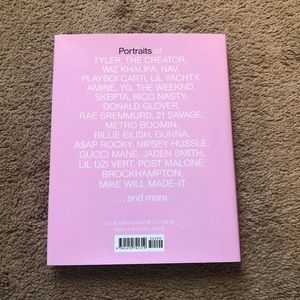 Portraits of
TYLER, THE CREATOR,
WIZ KHALIFA, NAV,
PLAYBOI CARTI, LIL YACHTY,
AMINE, YG, THE WEEKND,
SKEPTA, RICO NASTY,
DONALD GLOVER,
RAE SREMMURD, 21 SAVAGE,
METRO BOOMIN,
BILLIE EILISH, GUNNA,
A$AP ROCKY, NIPSEY HUSSLE,
GUCCI MANE, JADEN SMITH,
LIL UZI VERT, POST MALONE,
BROCKHAMPTON,
MIKE WILL MADE-IT
. . . and more